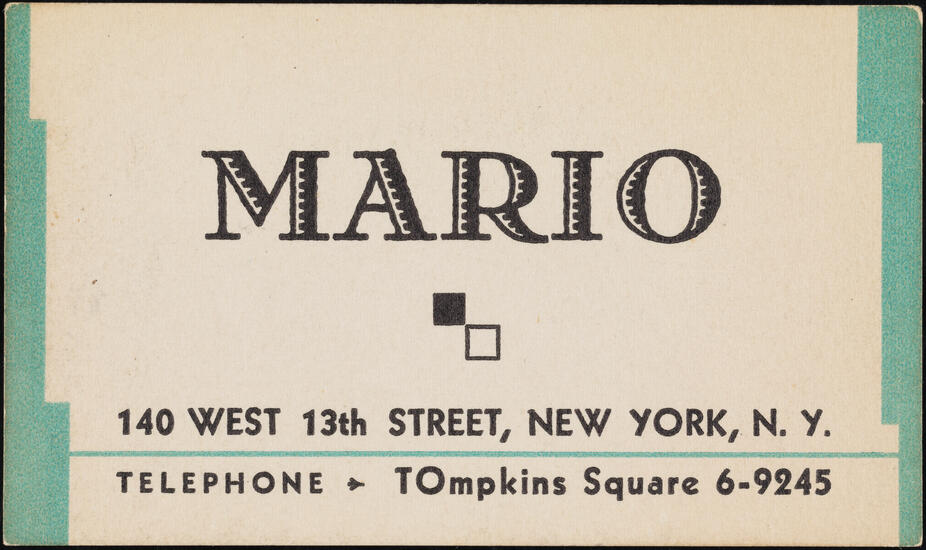 MARIO
140 WEST 13th STREET, NEW YORK, N. Y.
TELEPHONE TOmpkins Square 6-9245